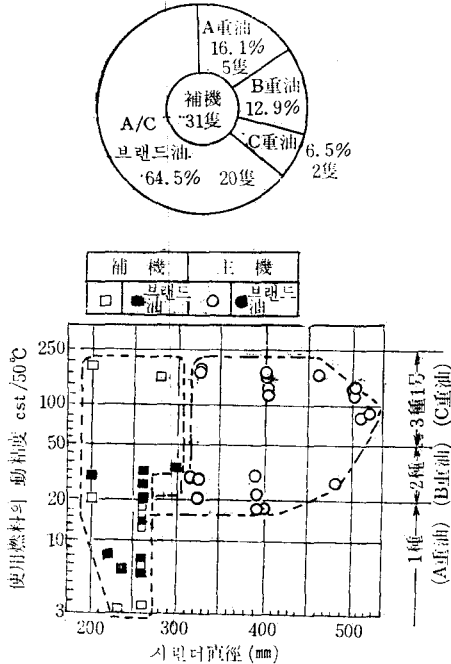 A重油
16.1%
5隻
B重油
12.9%
補機
31隻
C重油
6.5%
2隻
A/C
브랜드油
64.5% 20隻
補機 主機
브랜드油 브랜드油
使用燃料의 動粘度 cst/50℃
250
100
50
20
10
3
3種1号
(C重油)
2種
(B重油)
1種
(A重油)
200 300 400 500
시린더直徑 (mm)